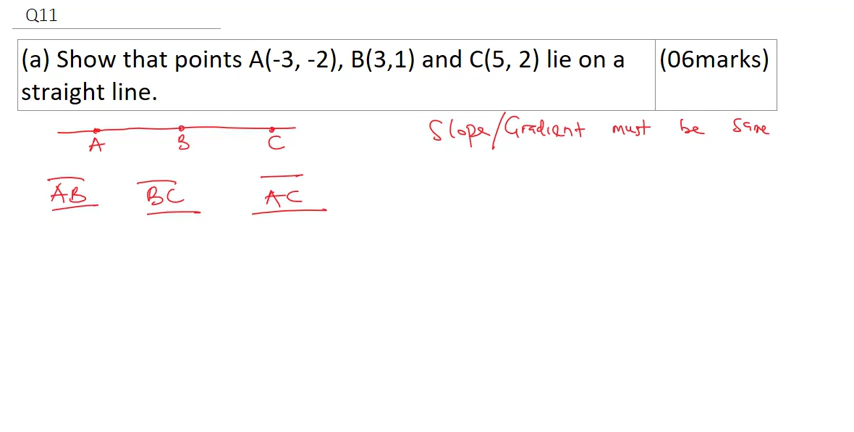 Q11
(a) Show that points A(-3, -2), B(3,1) and C(5, 2) lie on a straight line.
(06marks)
A B C
Slope/Gradient must be same
AB BC AC